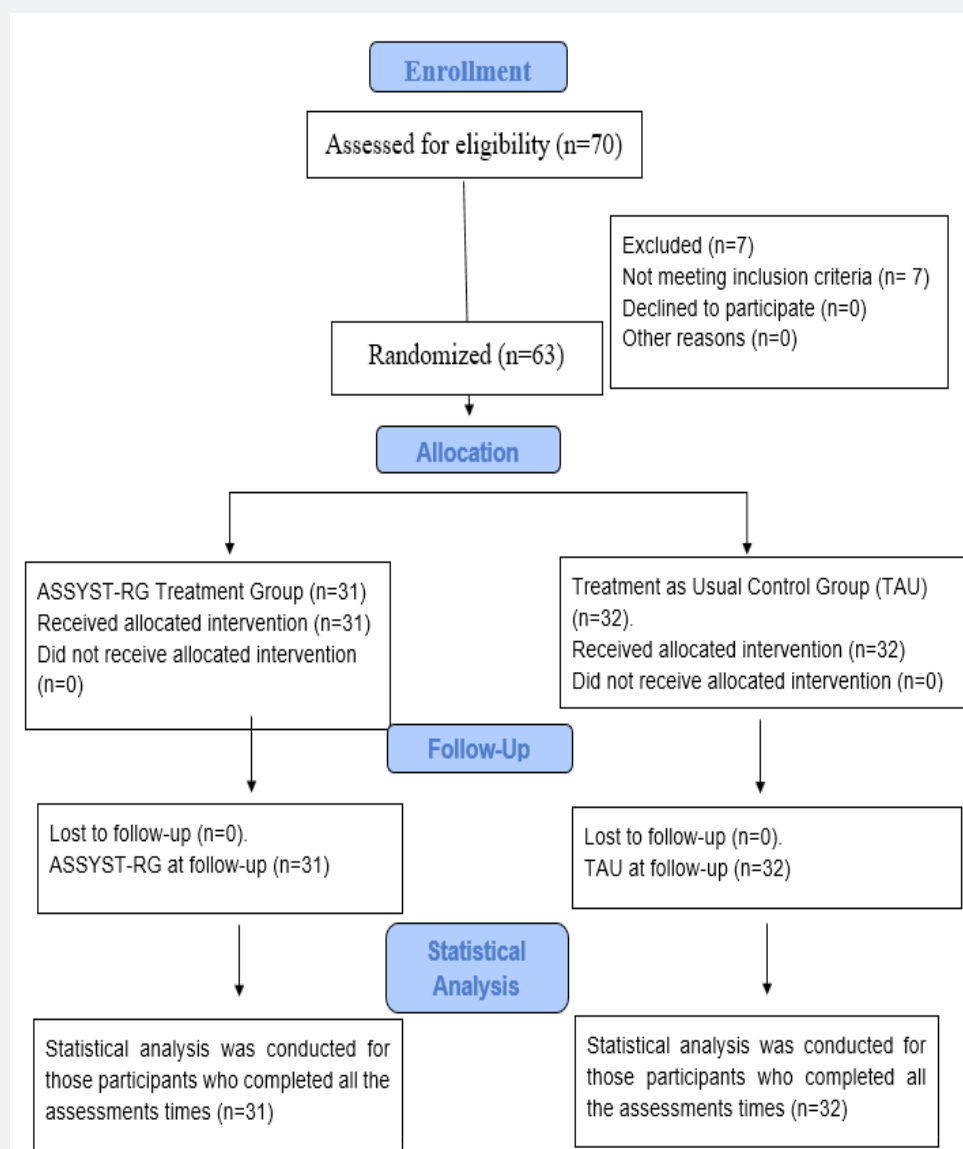 Enrollment
Assessed for eligibility (n=70)
Excluded (n=7)
Not meeting inclusion criteria (n= 7)
Declined to participate (n=0)
Other reasons (n=0)
Randomized (n=63)
Allocation
ASSYST-RG Treatment Group (n=31)
Received allocated intervention (n=31)
Did not receive allocated intervention
(n=0)
Treatment as Usual Control Group (TAU)
(n=32).
Received allocated intervention (n=32)
Did not receive allocated intervention (n=0)
Follow-Up
Lost to follow-up (n=0).
ASSYST-RG at follow-up (n=31)
Lost to follow-up (n=0).
TAU at follow-up (n=32)
Statistical
Analysis
Statistical analysis was conducted for
those participants who completed all the
assessments times (n=31)
Statistical analysis was conducted for
those participants who completed all
the assessments times (n=32)